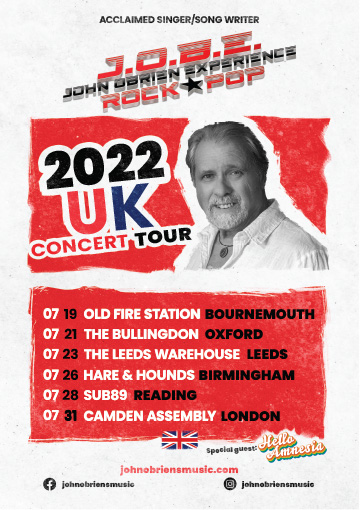 ACCLAIMED SINGER/SONG WRITER
J.O.B.E.
JOHN OBRIEN EXPERIENCE
ROCK★POP
2022
UK
CONCERT TOUR
07 19 OLD FIRE STATION BOURNEMOUTH
07 21 THE BULLINGDON OXFORD
07 23 THE LEEDS WAREHOUSE LEEDS
07 26 HARE & HOUNDS BIRMINGHAM
07 28 SUB89 READING
07 31 CAMDEN ASSEMBLY LONDON
Special guest: Hello Amnesia
johnobriensmusic.com
johnobriensmusic johnobriensmusic